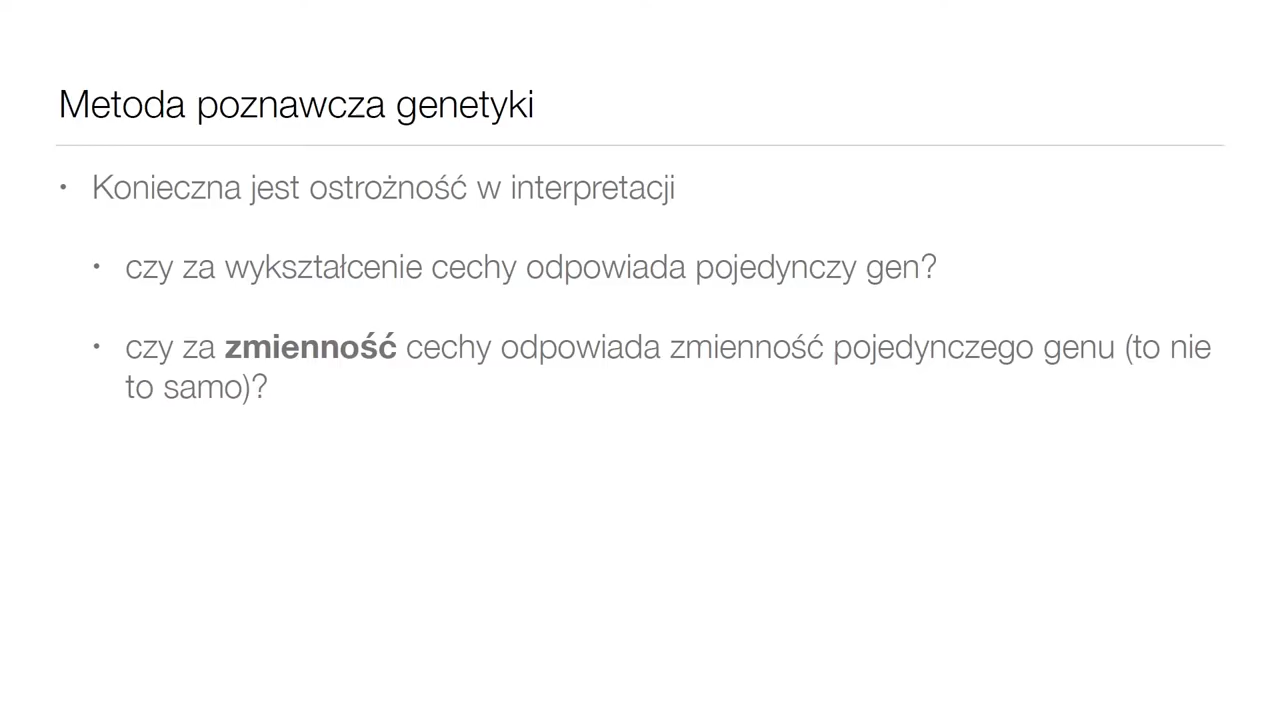 Metoda poznawcza genetyki
• Konieczna jest ostrożność w interpretacji
• czy za wykształcenie cechy odpowiada pojedynczy gen?
• czy za zmienność cechy odpowiada zmienność pojedynczego genu (to nie
to samo)?